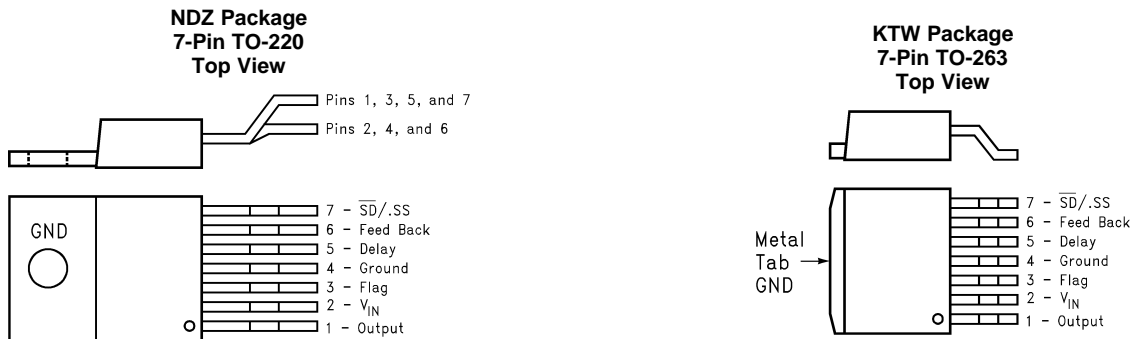 NDZ Package
7-Pin TO-220
Top View
Pins 1, 3, 5, and 7
Pins 2, 4, and 6
GND
7 - S̅D̅/.SS
6 - Feed Back
5 - Delay
4 - Ground
3 - Flag
2 - VIN
1 - Output
KTW Package
7-Pin TO-263
Top View
Metal
Tab
GND
7 - S̅D̅/.SS
6 - Feed Back
5 - Delay
4 - Ground
3 - Flag
2 - VIN
1 - Output